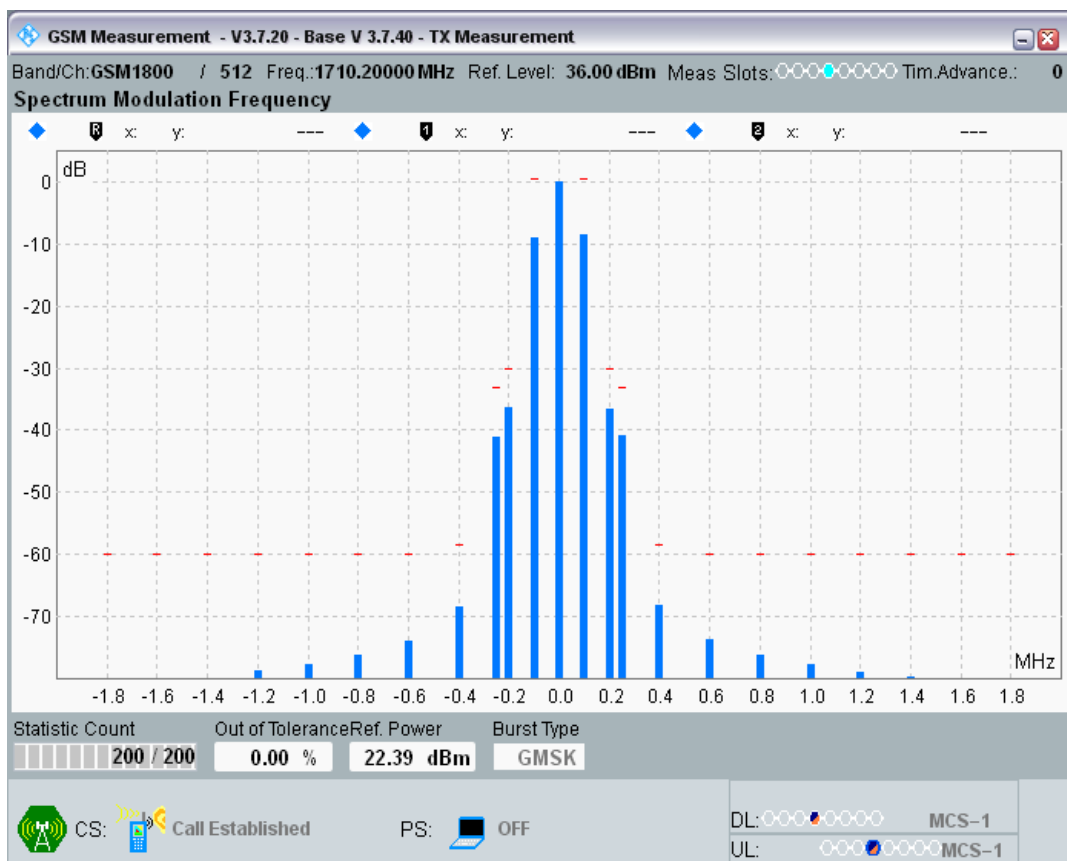 GSM Measurement - V3.7.20 - Base V 3.7.40 - TX Measurement
Band/Ch:GSM1800 / 512 Freq.:1710.20000 MHz Ref. Level: 36.00 dBm Meas Slots: Tim.Advance.: 0
Spectrum Modulation Frequency
R x: y: --- 1 x: y: --- 2 x: y: ---
dB
0
-10
-20
-30
-40
-50
-60
-70
MHz
-1.8 -1.6 -1.4 -1.2 -1.0 -0.8 -0.6 -0.4 -0.2 0.0 0.2 0.4 0.6 0.8 1.0 1.2 1.4 1.6 1.8
Statistic Count Out of Tolerance Ref. Power Burst Type
200 / 200 0.00 % 22.39 dBm GMSK
CS: Call Established PS: OFF
DL: MCS-1
UL: MCS-1